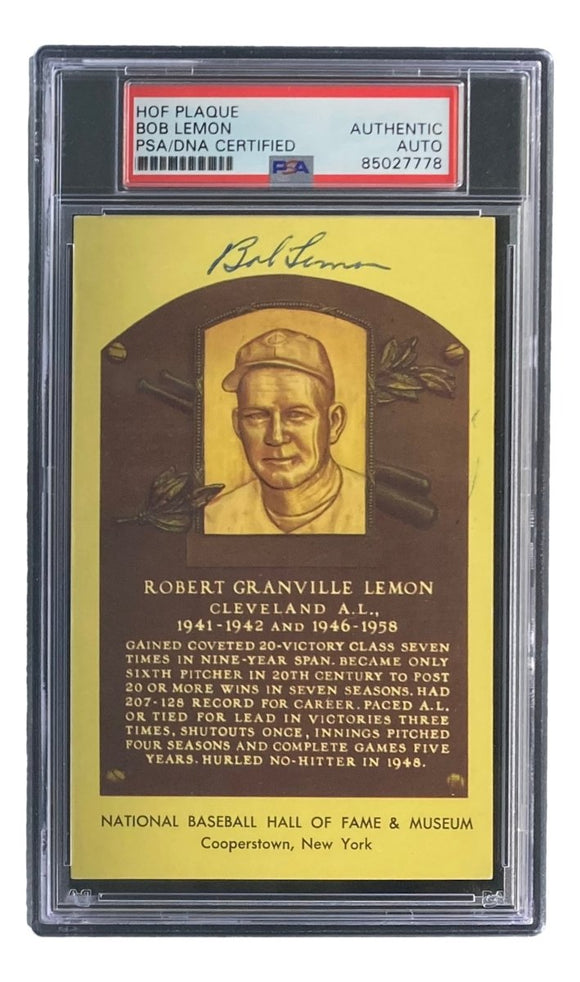 HOF PLAQUE
BOB LEMON AUTHENTIC
PSA/DNA CERTIFIED AUTO
PSA 85027778
Bob Lemon
C
ROBERT GRANVILLE LEMON
CLEVELAND A.L.,
1941-1942 AND 1946-1958
GAINED COVETED 20-VICTORY CLASS SEVEN
TIMES IN NINE-YEAR SPAN. BECAME ONLY
SIXTH PITCHER IN 20TH CENTURY TO POST
20 OR MORE WINS IN SEVEN SEASONS. HAD
207-128 RECORD FOR CAREER. PACED A.L.
OR TIED FOR LEAD IN VICTORIES THREE
TIMES, SHUTOUTS ONCE, INNINGS PITCHED
FOUR SEASONS AND COMPLETE GAMES FIVE
YEARS. HURLED NO-HITTER IN 1948.
NATIONAL BASEBALL HALL OF FAME & MUSEUM
Cooperstown, New York